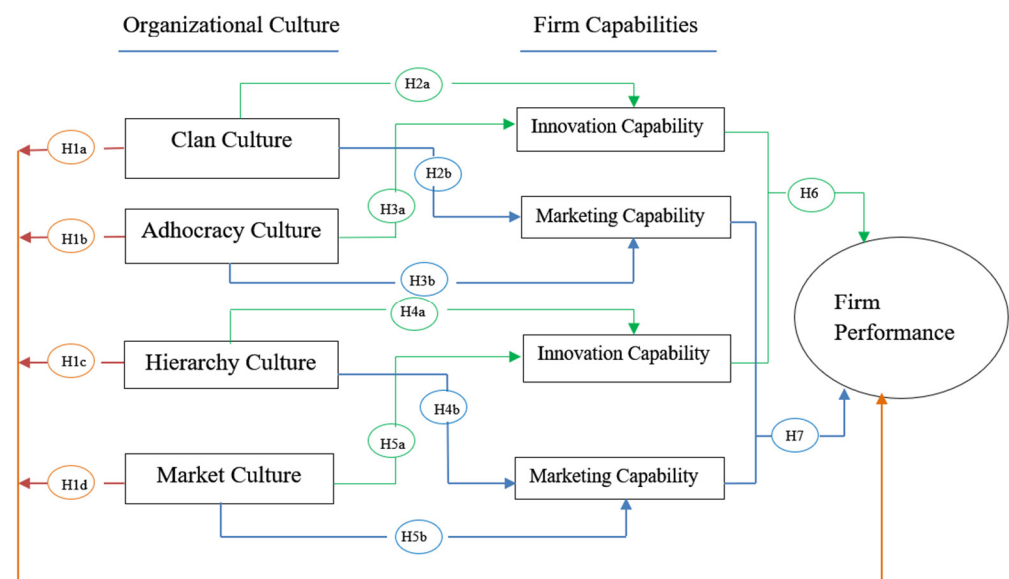 Organizational Culture
Firm Capabilities
H2a
Innovation Capability
Clan Culture
H1a
H2b
H6
H3a
Marketing Capability
Adhocracy Culture
H1b
H3b
Firm
Performance
H4a
Innovation Capability
Hierarchy Culture
H1c
H4b
H7
H5a
Market Culture
Marketing Capability
H1d
H5b